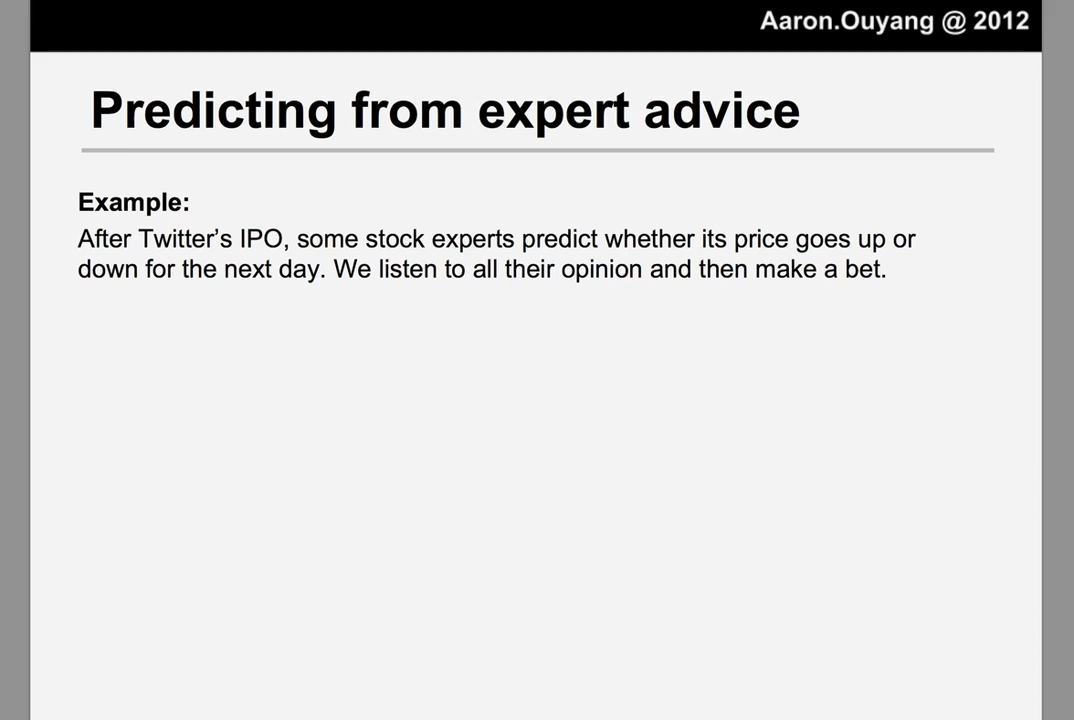 Aaron.Ouyang @ 2012
Predicting from expert advice
Example:
After Twitter’s IPO, some stock experts predict whether its price goes up or
down for the next day. We listen to all their opinion and then make a bet.